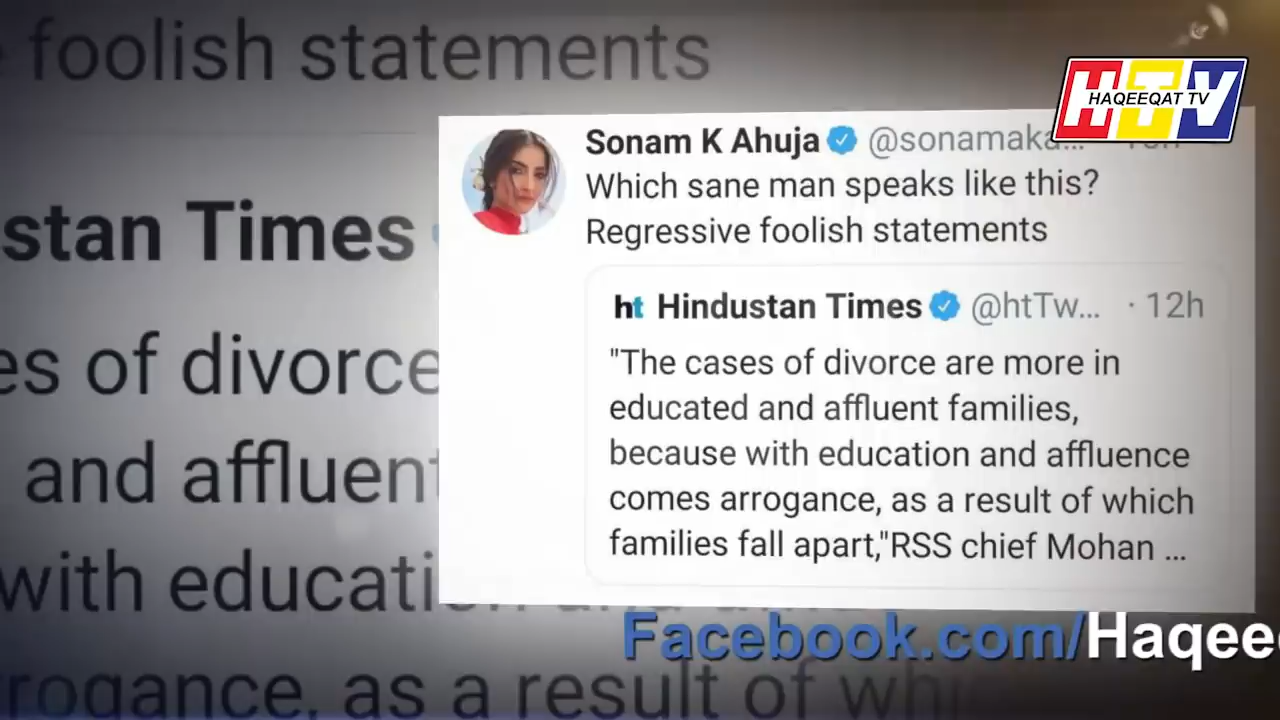 foolish statements
HTV
HAQEEQAT TV
Sonam K Ahuja @sonamaka...
Which sane man speaks like this?
Regressive foolish statements
stan Times
ht Hindustan Times @htTw... · 12h
"The cases of divorce are more in
educated and affluent families,
because with education and affluence
comes arrogance, as a result of which
families fall apart,"RSS chief Mohan ...
es of divorce
and affluent
with educati
Facebook.com/Haqee
rrogance, as a result of wh